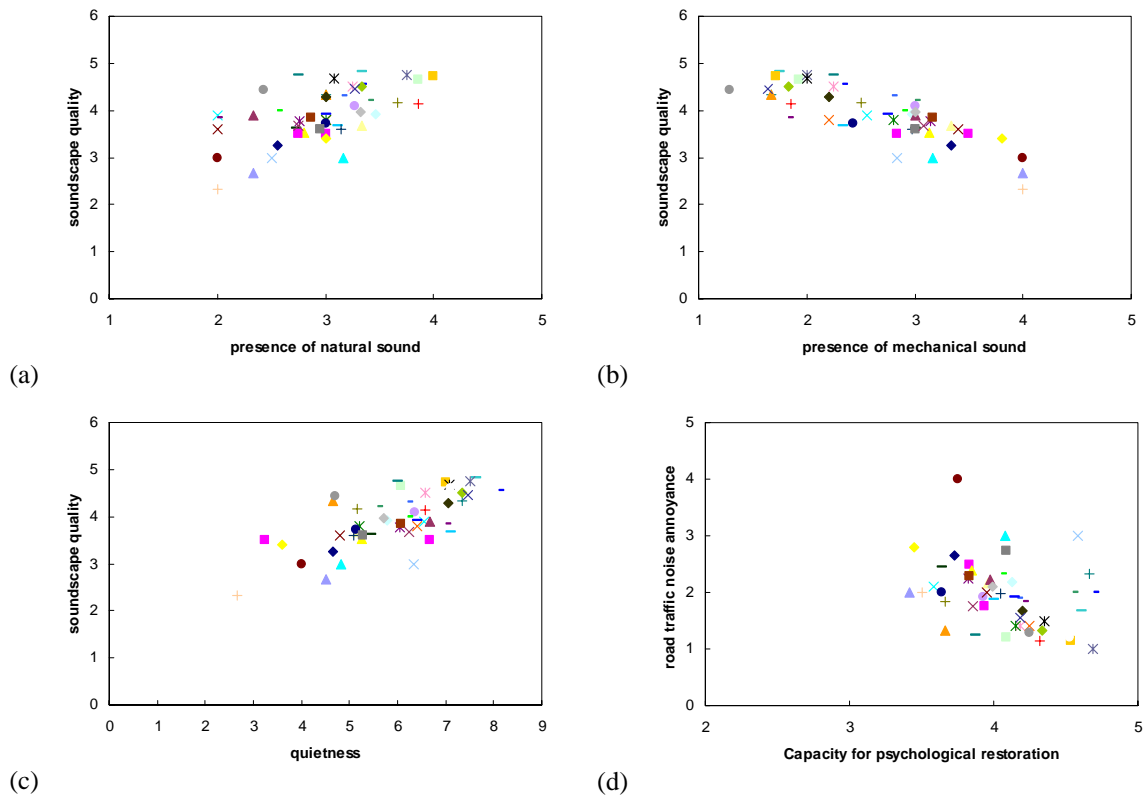 6
5
4
3
2
1
0
1 2 3 4 5
soundscape quality
presence of natural sound
(a)
6
5
4
3
2
1
0
1 2 3 4 5
soundscape quality
presence of mechanical sound
(b)
6
5
4
3
2
1
0
0 1 2 3 4 5 6 7 8 9
soundscape quality
quietness
(c)
5
4
3
2
1
0
2 3 4 5
road traffic noise annoyance
Capacity for psychological restoration
(d)